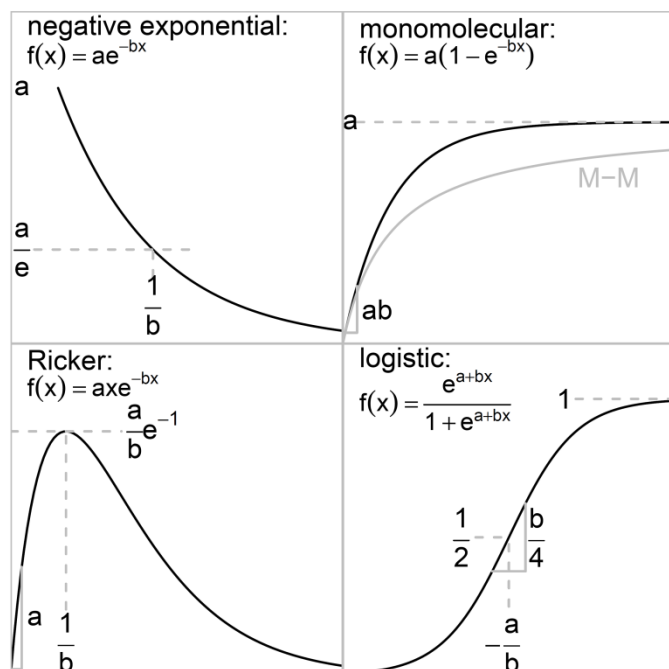 negative exponential:
f(x) = ae^−bx
a
a/e
1/b
monomolecular:
f(x) = a(1 − e^−bx)
a
M−M
ab
Ricker:
f(x) = axe^−bx
a/b e^−1
a
1/b
logistic:
f(x) = e^a+bx / 1 + e^a+bx
1
1/2
b/4
−a/b